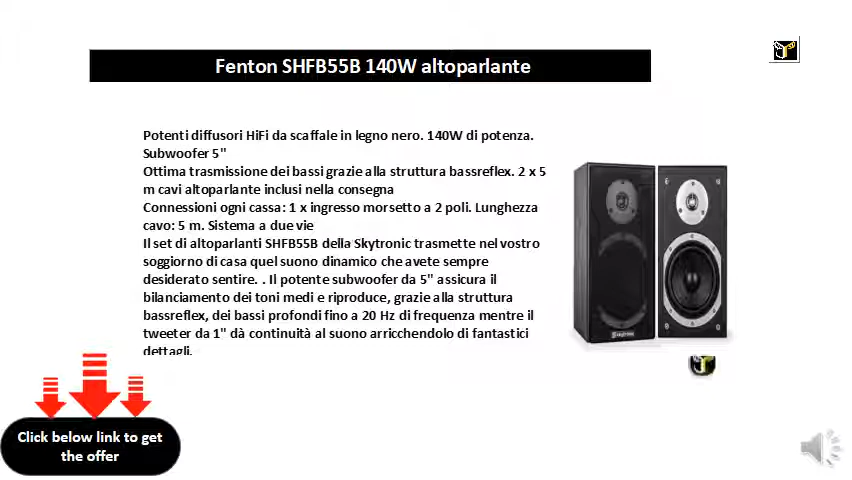 Fenton SHFB55B 140W altoparlante
Potenti diffusori HiFi da scaffale in legno nero. 140W di potenza.
Subwoofer 5"
Ottima trasmissione dei bassi grazie alla struttura bassreflex. 2 x 5
m cavi altoparlante inclusi nella consegna
Connessioni ogni cassa: 1 x ingresso morsetto a 2 poli. Lunghezza
cavo: 5 m. Sistema a due vie
Il set di altoparlanti SHFB55B della Skytronic trasmette nel vostro
soggiorno di casa quel suono dinamico che avete sempre
desiderato sentire. . Il potente subwoofer da 5" assicura il
bilanciamento dei toni medi e riproduce, grazie alla struttura
bassreflex, dei bassi profondi fino a 20 Hz di frequenza mentre il
tweeter da 1" dà continuità al suono arricchendolo di fantastici
dettagli.
skytronic
Click below link to get
the offer